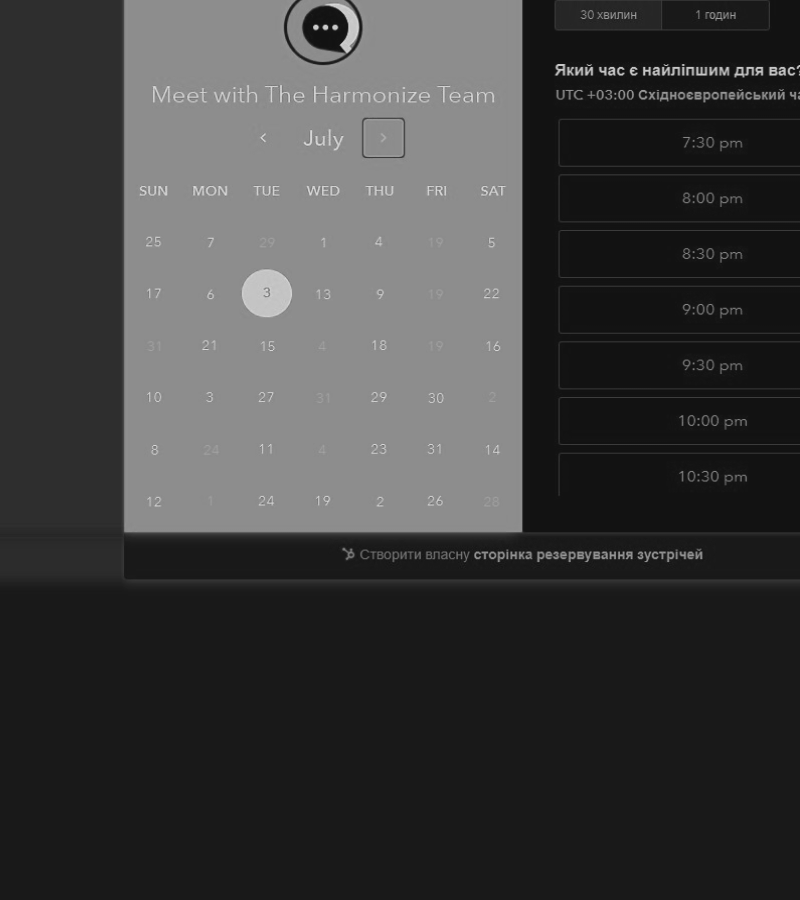 30 хвилин 1 годин
Який час є найліпшим для вас?
UTC +03:00 Східноєвропейський
Meet with The Harmonize Team
July
SUN MON TUE WED THU FRI SAT
25 7 29 1 4 19 5
17 6 3 13 9 19 22
31 21 15 4 18 19 16
10 3 27 31 29 30 2
8 24 11 4 23 31 14
12 1 24 19 2 26 28
7:30 pm
8:00 pm
8:30 pm
9:00 pm
9:30 pm
10:00 pm
10:30 pm
Створити власну сторінка резервування зустрічей